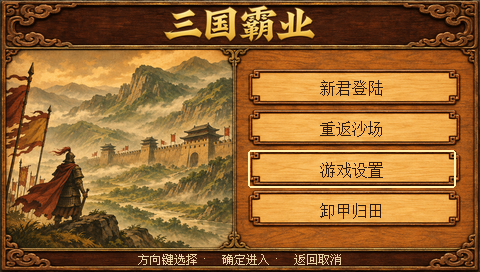 三国霸业
新君登陆
重返沙场
游戏设置
卸甲归田
方向键选择 · 确定进入 · 返回取消